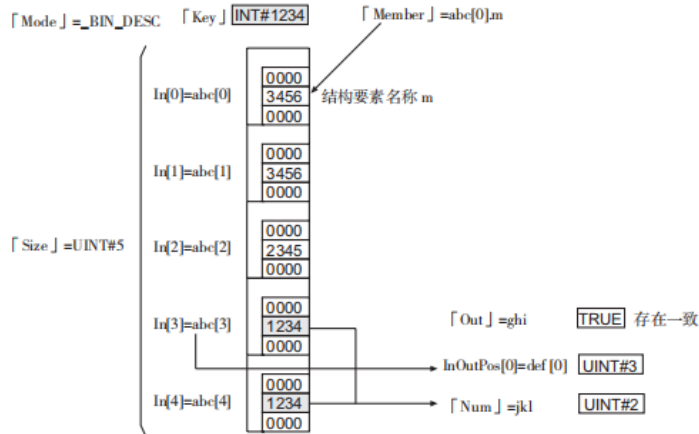 「Mode」=_BIN_DESC 「Key」 INT#1234 「Member」=abc[0].m
0000
In[0]=abc[0] 3456 结构要素名称 m
0000
0000
In[1]=abc[1] 3456
0000
0000
「Size」=UINT#5 In[2]=abc[2] 2345
0000
0000
In[3]=abc[3] 1234 「Out」=ghi TRUE 存在一致
0000
InOutPos[0]=def [0] UINT#3
0000
In[4]=abc[4] 1234 「Num」=jkl UINT#2
0000